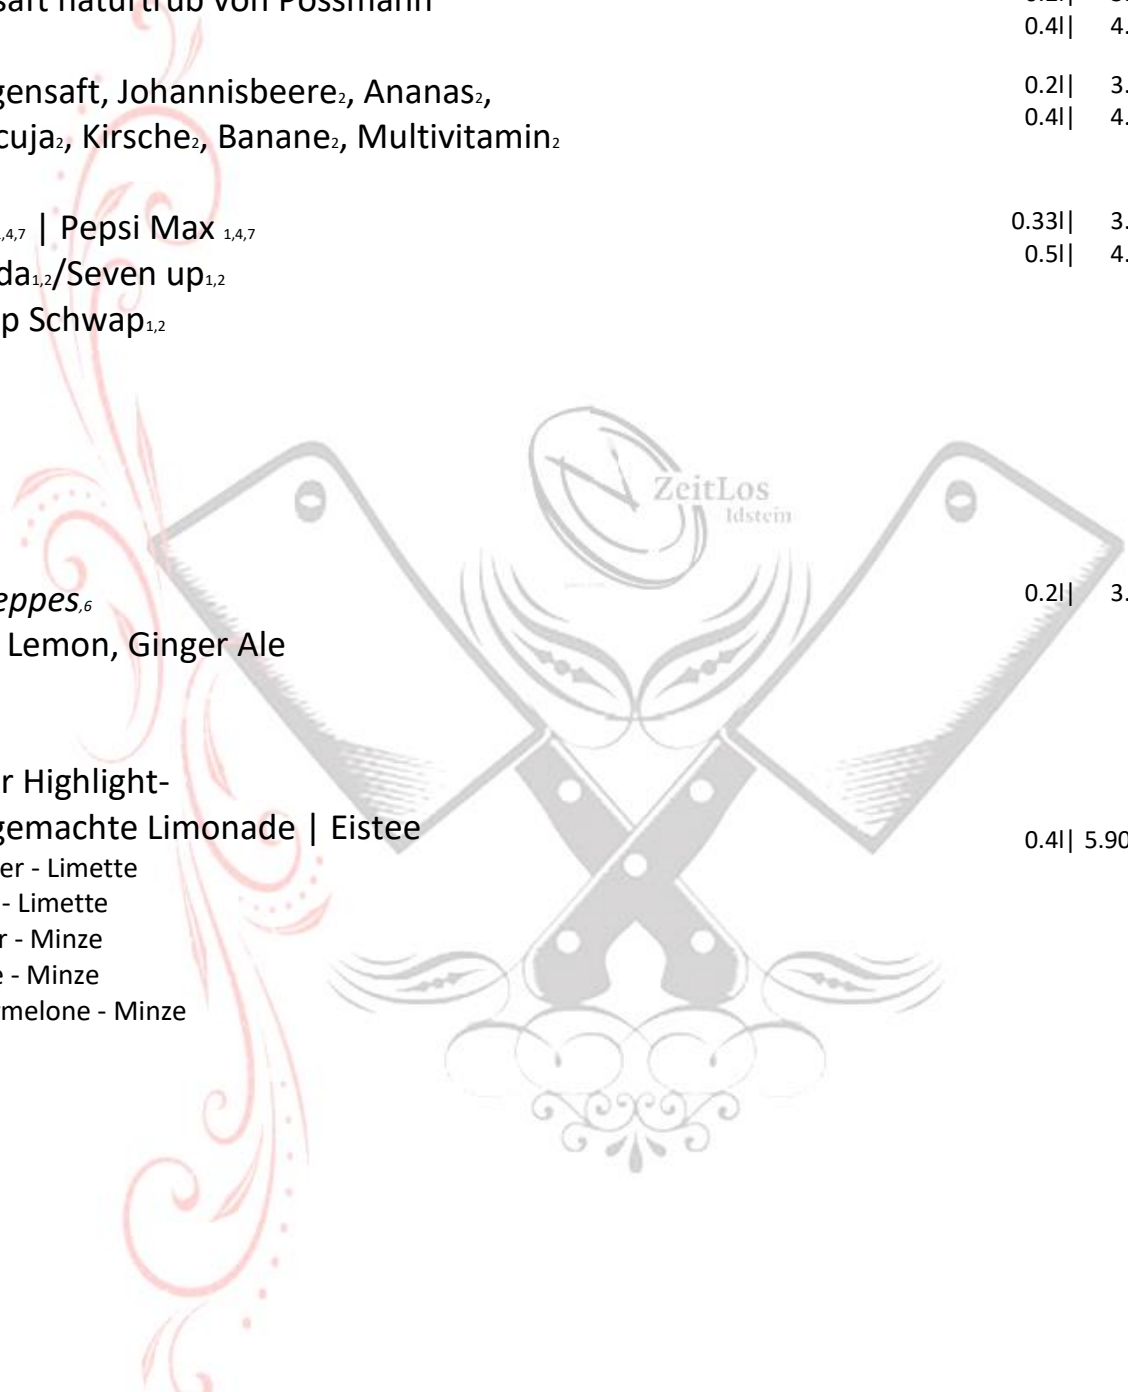 saft naturtrüb von Possmann 0.2l|
0.4l| 4.
gensaft, Johannisbeere2, Ananas2, 0.2l| 3.
cuja2, Kirsche2, Banane2, Multivitamin2 0.4l| 4.
,4,7 | Pepsi Max 1,4,7 0.33l| 3.
da1,2/Seven up1,2 0.5l| 4.
p Schwap1,2
ZeitLos
Idstein
eppes,6 0.2l| 3.
Lemon, Ginger Ale
r Highlight-
gemachte Limonade | Eistee 0.4l| 5.90
er - Limette
- Limette
r - Minze
e - Minze
melone - Minze